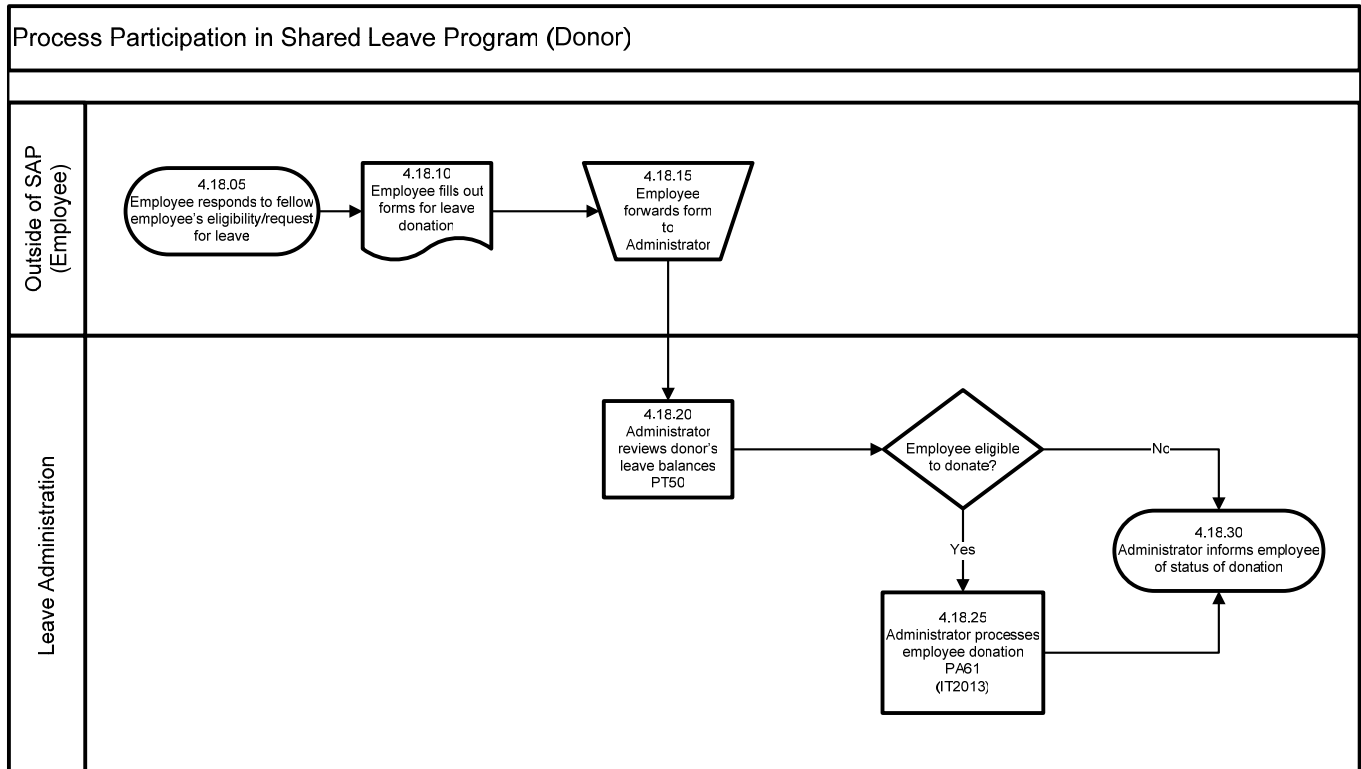 Process Participation in Shared Leave Program (Donor)
Outside of SAP
(Employee)
4.18.05
Employee responds to fellow
employee's eligibility/request
for leave
4.18.10
Employee fills out
forms for leave
donation
4.18.15
Employee
forwards form
to
Administrator
Leave Administration
4.18.20
Administrator
reviews donor's
leave balances
PT50
Employee eligible
to donate?
No
Yes
4.18.30
Administrator informs employee
of status of donation
4.18.25
Administrator processes
employee donation
PA61
(IT2013)